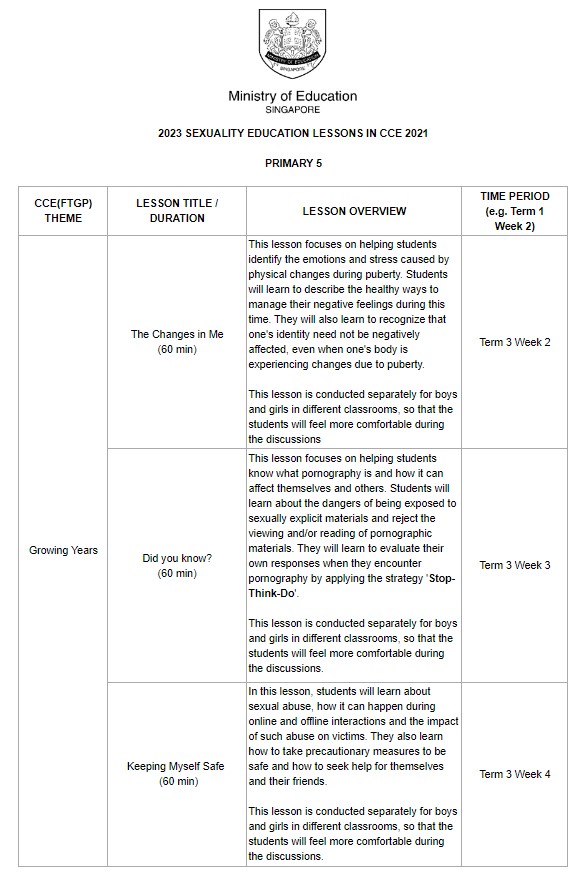 Ministry of Education
SINGAPORE
2023 SEXUALITY EDUCATION LESSONS IN CCE 2021
PRIMARY 5
CCE(FTGP)
THEME
LESSON TITLE /
DURATION
LESSON OVERVIEW
TIME PERIOD
(e.g. Term 1
Week 2)
Growing Years
The Changes in Me
(60 min)
This lesson focuses on helping students
identify the emotions and stress caused by
physical changes during puberty. Students
will learn to describe the healthy ways to
manage their negative feelings during this
time. They will also learn to recognize that
one's identity need not be negatively
affected, even when one's body is
experiencing changes due to puberty.
This lesson is conducted separately for boys
and girls in different classrooms, so that the
students will feel more comfortable during
the discussions
Term 3 Week 2
Did you know?
(60 min)
This lesson focuses on helping students
know what pornography is and how it can
affect themselves and others. Students will
learn about the dangers of being exposed to
sexually explicit materials and reject the
viewing and/or reading of pornographic
materials. They will learn to evaluate their
own responses when they encounter
pornography by applying the strategy 'Stop-
Think-Do'.
This lesson is conducted separately for boys
and girls in different classrooms, so that the
students will feel more comfortable during
the discussions.
Term 3 Week 3
Keeping Myself Safe
(60 min)
In this lesson, students will learn about
sexual abuse, how it can happen during
online and offline interactions and the impact
of such abuse on victims. They also learn
how to take precautionary measures to be
safe and how to seek help for themselves
and their friends.
This lesson is conducted separately for boys
and girls in different classrooms, so that the
students will feel more comfortable during
the discussions.
Term 3 Week 4